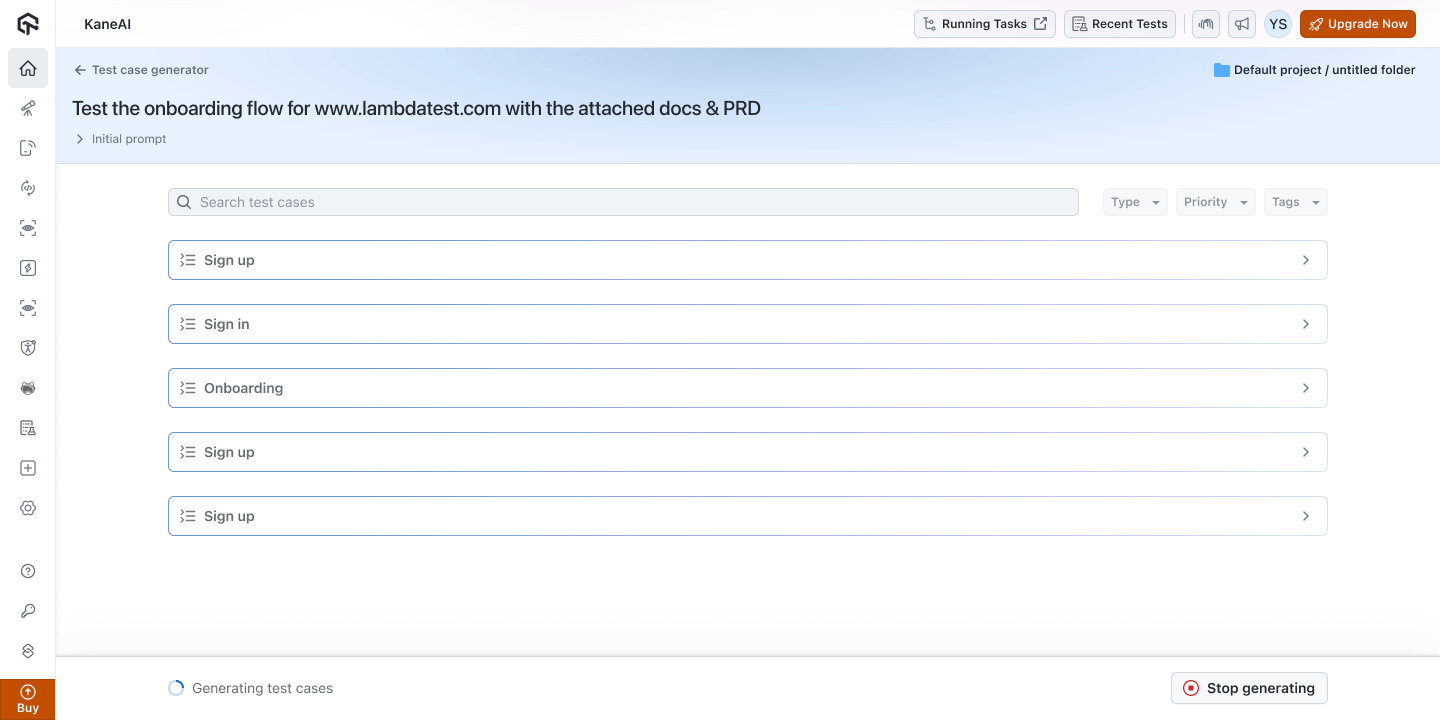 KaneAI
Running Tasks
Recent Tests
YS
Upgrade Now
Test case generator
Default project / untitled folder
Test the onboarding flow for www.lambdatest.com with the attached docs & PRD
Initial prompt
Search test cases
Type
Priority
Tags
Sign up
Sign in
Onboarding
Sign up
Sign up
Generating test cases
Stop generating
Buy